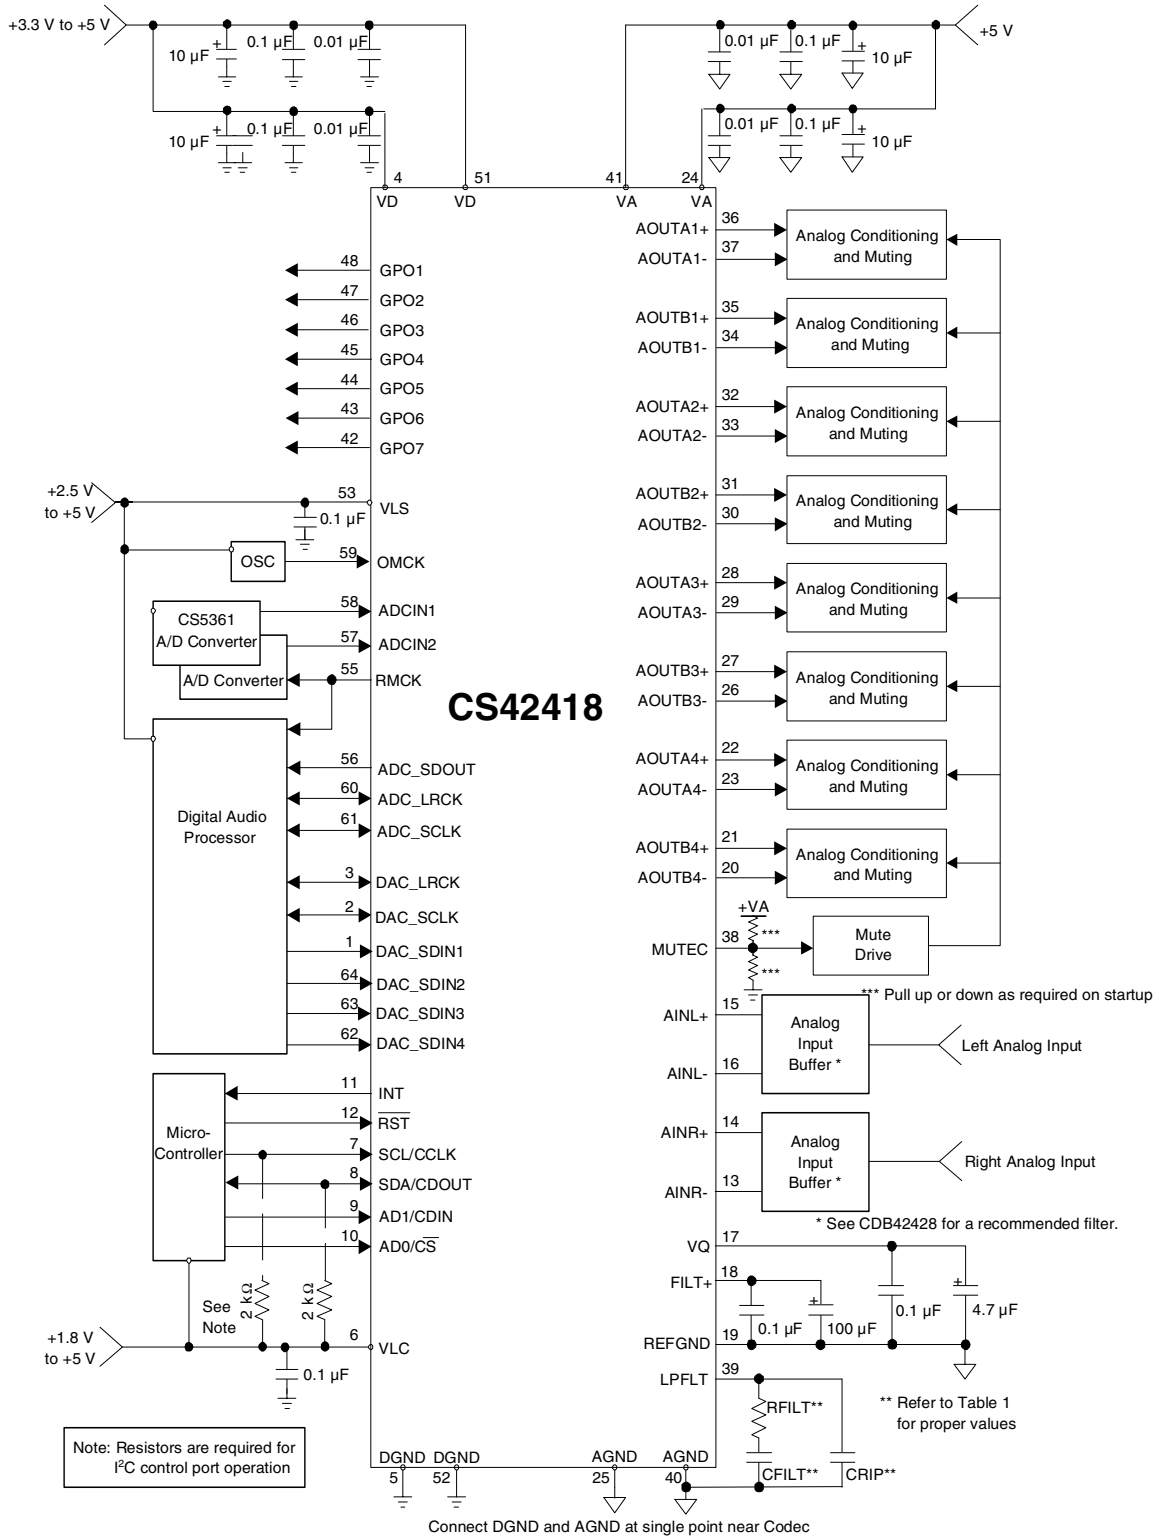 +3.3 V to +5 V
10 µF
0.1 µF
0.01 µF
0.01 µF
0.1 µF
10 µF
+5 V
10 µF
0.1 µF
0.01 µF
0.01 µF
0.1 µF
10 µF
4
51
41
24
VD
VD
VA
VA
48
GPO1
47
GPO2
46
GPO3
45
GPO4
44
GPO5
43
GPO6
42
GPO7
+2.5 V
to +5 V
53
VLS
0.1 µF
OSC
59
OMCK
CS5361
A/D Converter
58
ADCIN1
57
ADCIN2
A/D Converter
55
RMCK
CS42418
Digital Audio
Processor
56
ADC_SDOUT
60
ADC_LRCK
61
ADC_SCLK
3
DAC_LRCK
2
DAC_SCLK
1
DAC_SDIN1
64
DAC_SDIN2
63
DAC_SDIN3
62
DAC_SDIN4
Micro-
Controller
11
INT
12
RST
7
SCL/CCLK
8
SDA/CDOUT
9
AD1/CDIN
10
AD0/CS
See
Note
2 kΩ
2 kΩ
+1.8 V
to +5 V
6
VLC
0.1 µF
Note: Resistors are required for
I²C control port operation
AOUTA1+
36
AOUTA1-
37
Analog Conditioning
and Muting
AOUTB1+
35
AOUTB1-
34
Analog Conditioning
and Muting
AOUTA2+
32
AOUTA2-
33
Analog Conditioning
and Muting
AOUTB2+
31
AOUTB2-
30
Analog Conditioning
and Muting
AOUTA3+
28
AOUTA3-
29
Analog Conditioning
and Muting
AOUTB3+
27
AOUTB3-
26
Analog Conditioning
and Muting
AOUTA4+
22
AOUTA4-
23
Analog Conditioning
and Muting
AOUTB4+
21
AOUTB4-
20
Analog Conditioning
and Muting
+VA
***
MUTEC
38
***
Mute
Drive
*** Pull up or down as required on startup
AINL+
15
AINL-
16
Analog
Input
Buffer *
Left Analog Input
AINR+
14
AINR-
13
Analog
Input
Buffer *
Right Analog Input
* See CDB42428 for a recommended filter.
VQ
17
FILT+
18
+
0.1 µF
+
100 µF
0.1 µF
+
4.7 µF
REFGND
19
LPFLT
39
RFILT**
CFILT**
CRIP**
** Refer to Table 1
for proper values
DGND
DGND
AGND
AGND
5
52
25
40
Connect DGND and AGND at single point near Codec